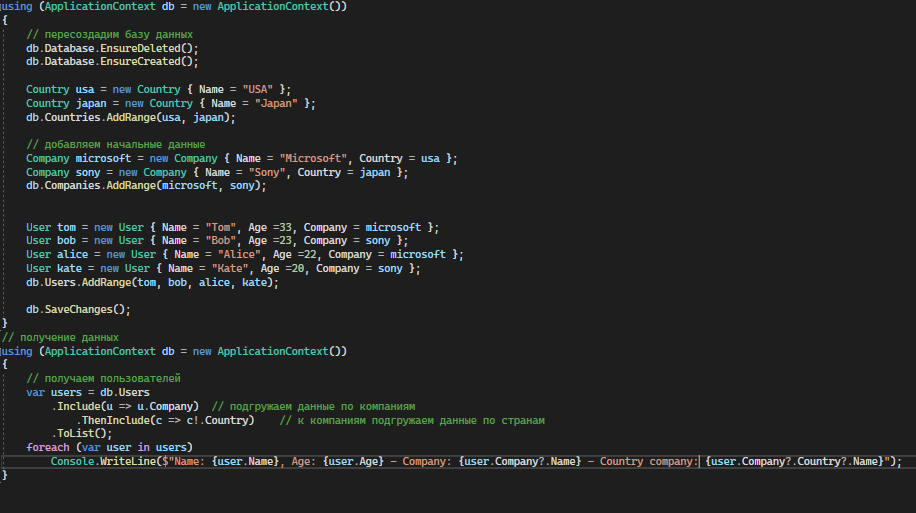 using (ApplicationContext db = new ApplicationContext())
{
    // пересоздадим базу данных
    db.Database.EnsureDeleted();
    db.Database.EnsureCreated();

    Country usa = new Country { Name = "USA" };
    Country japan = new Country { Name = "Japan" };
    db.Countries.AddRange(usa, japan);

    // добавляем начальные данные
    Company microsoft = new Company { Name = "Microsoft", Country = usa };
    Company sony = new Company { Name = "Sony", Country = japan };
    db.Companies.AddRange(microsoft, sony);


    User tom = new User { Name = "Tom", Age =33, Company = microsoft };
    User bob = new User { Name = "Bob", Age =23, Company = sony };
    User alice = new User { Name = "Alice", Age =22, Company = microsoft };
    User kate = new User { Name = "Kate", Age =20, Company = sony };
    db.Users.AddRange(tom, bob, alice, kate);

    db.SaveChanges();
}
// получение данных
using (ApplicationContext db = new ApplicationContext())
{
    // получаем пользователей
    var users = db.Users
        .Include(u => u.Company)  // подгружаем данные по компаниям
            .ThenInclude(c => c!.Country)    // к компаниям подгружаем данные по странам
        .ToList();
    foreach (var user in users)
        Console.WriteLine($"Name: {user.Name}, Age: {user.Age} - Company: {user.Company?.Name} - Country company: {user.Company?.Country?.Name}");
}